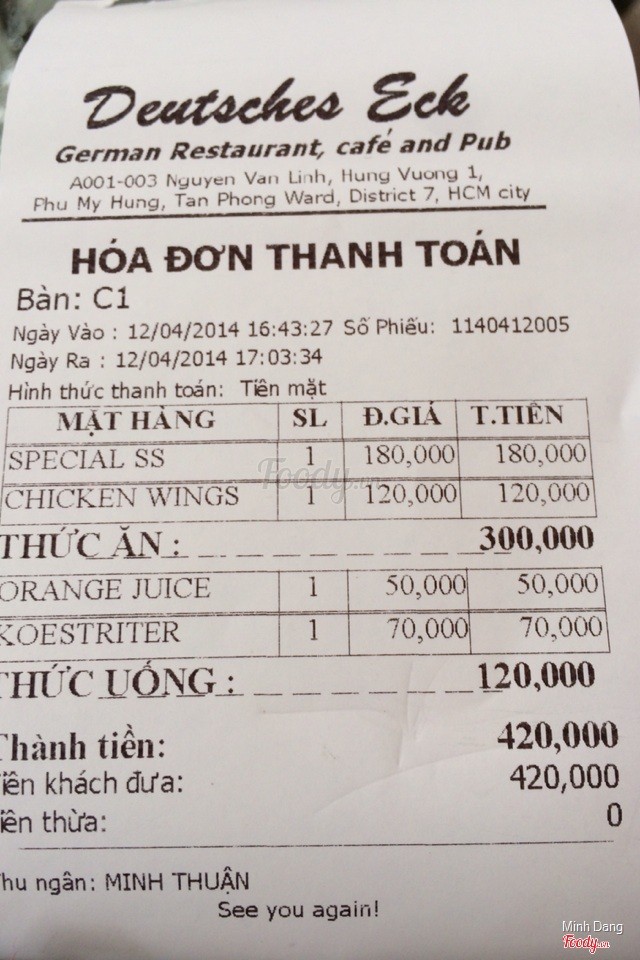 Deutsches Eck
German Restaurant, café and Pub
A001-003 Nguyen Van Linh, Hung Vuong 1,
Phu My Hung, Tan Phong Ward, District 7, HCM city
HÓA ĐƠN THANH TOÁN
Bàn: C1
Ngày Vào : 12/04/2014 16:43:27 Số Phiếu: 1140412005
Ngày Ra : 12/04/2014 17:03:34
Hình thức thanh toán: Tiên mặt
MẶT HÀNG SL Đ.GIÁ T.TIỀN
SPECIAL SS 1 180,000 180,000
Foody.vn
CHICKEN WINGS 1 120,000 120,000
THỨC ĂN : 300,000
ORANGE JUICE 1 50,000 50,000
KOESTRITER 1 70,000 70,000
THỨC UỐNG : 120,000
Thành tiền: 420,000
iền khách đưa: 420,000
iền thừa: 0
hu ngân: MINH THUẬN
See you again!
Minh Dang
Foody.vn